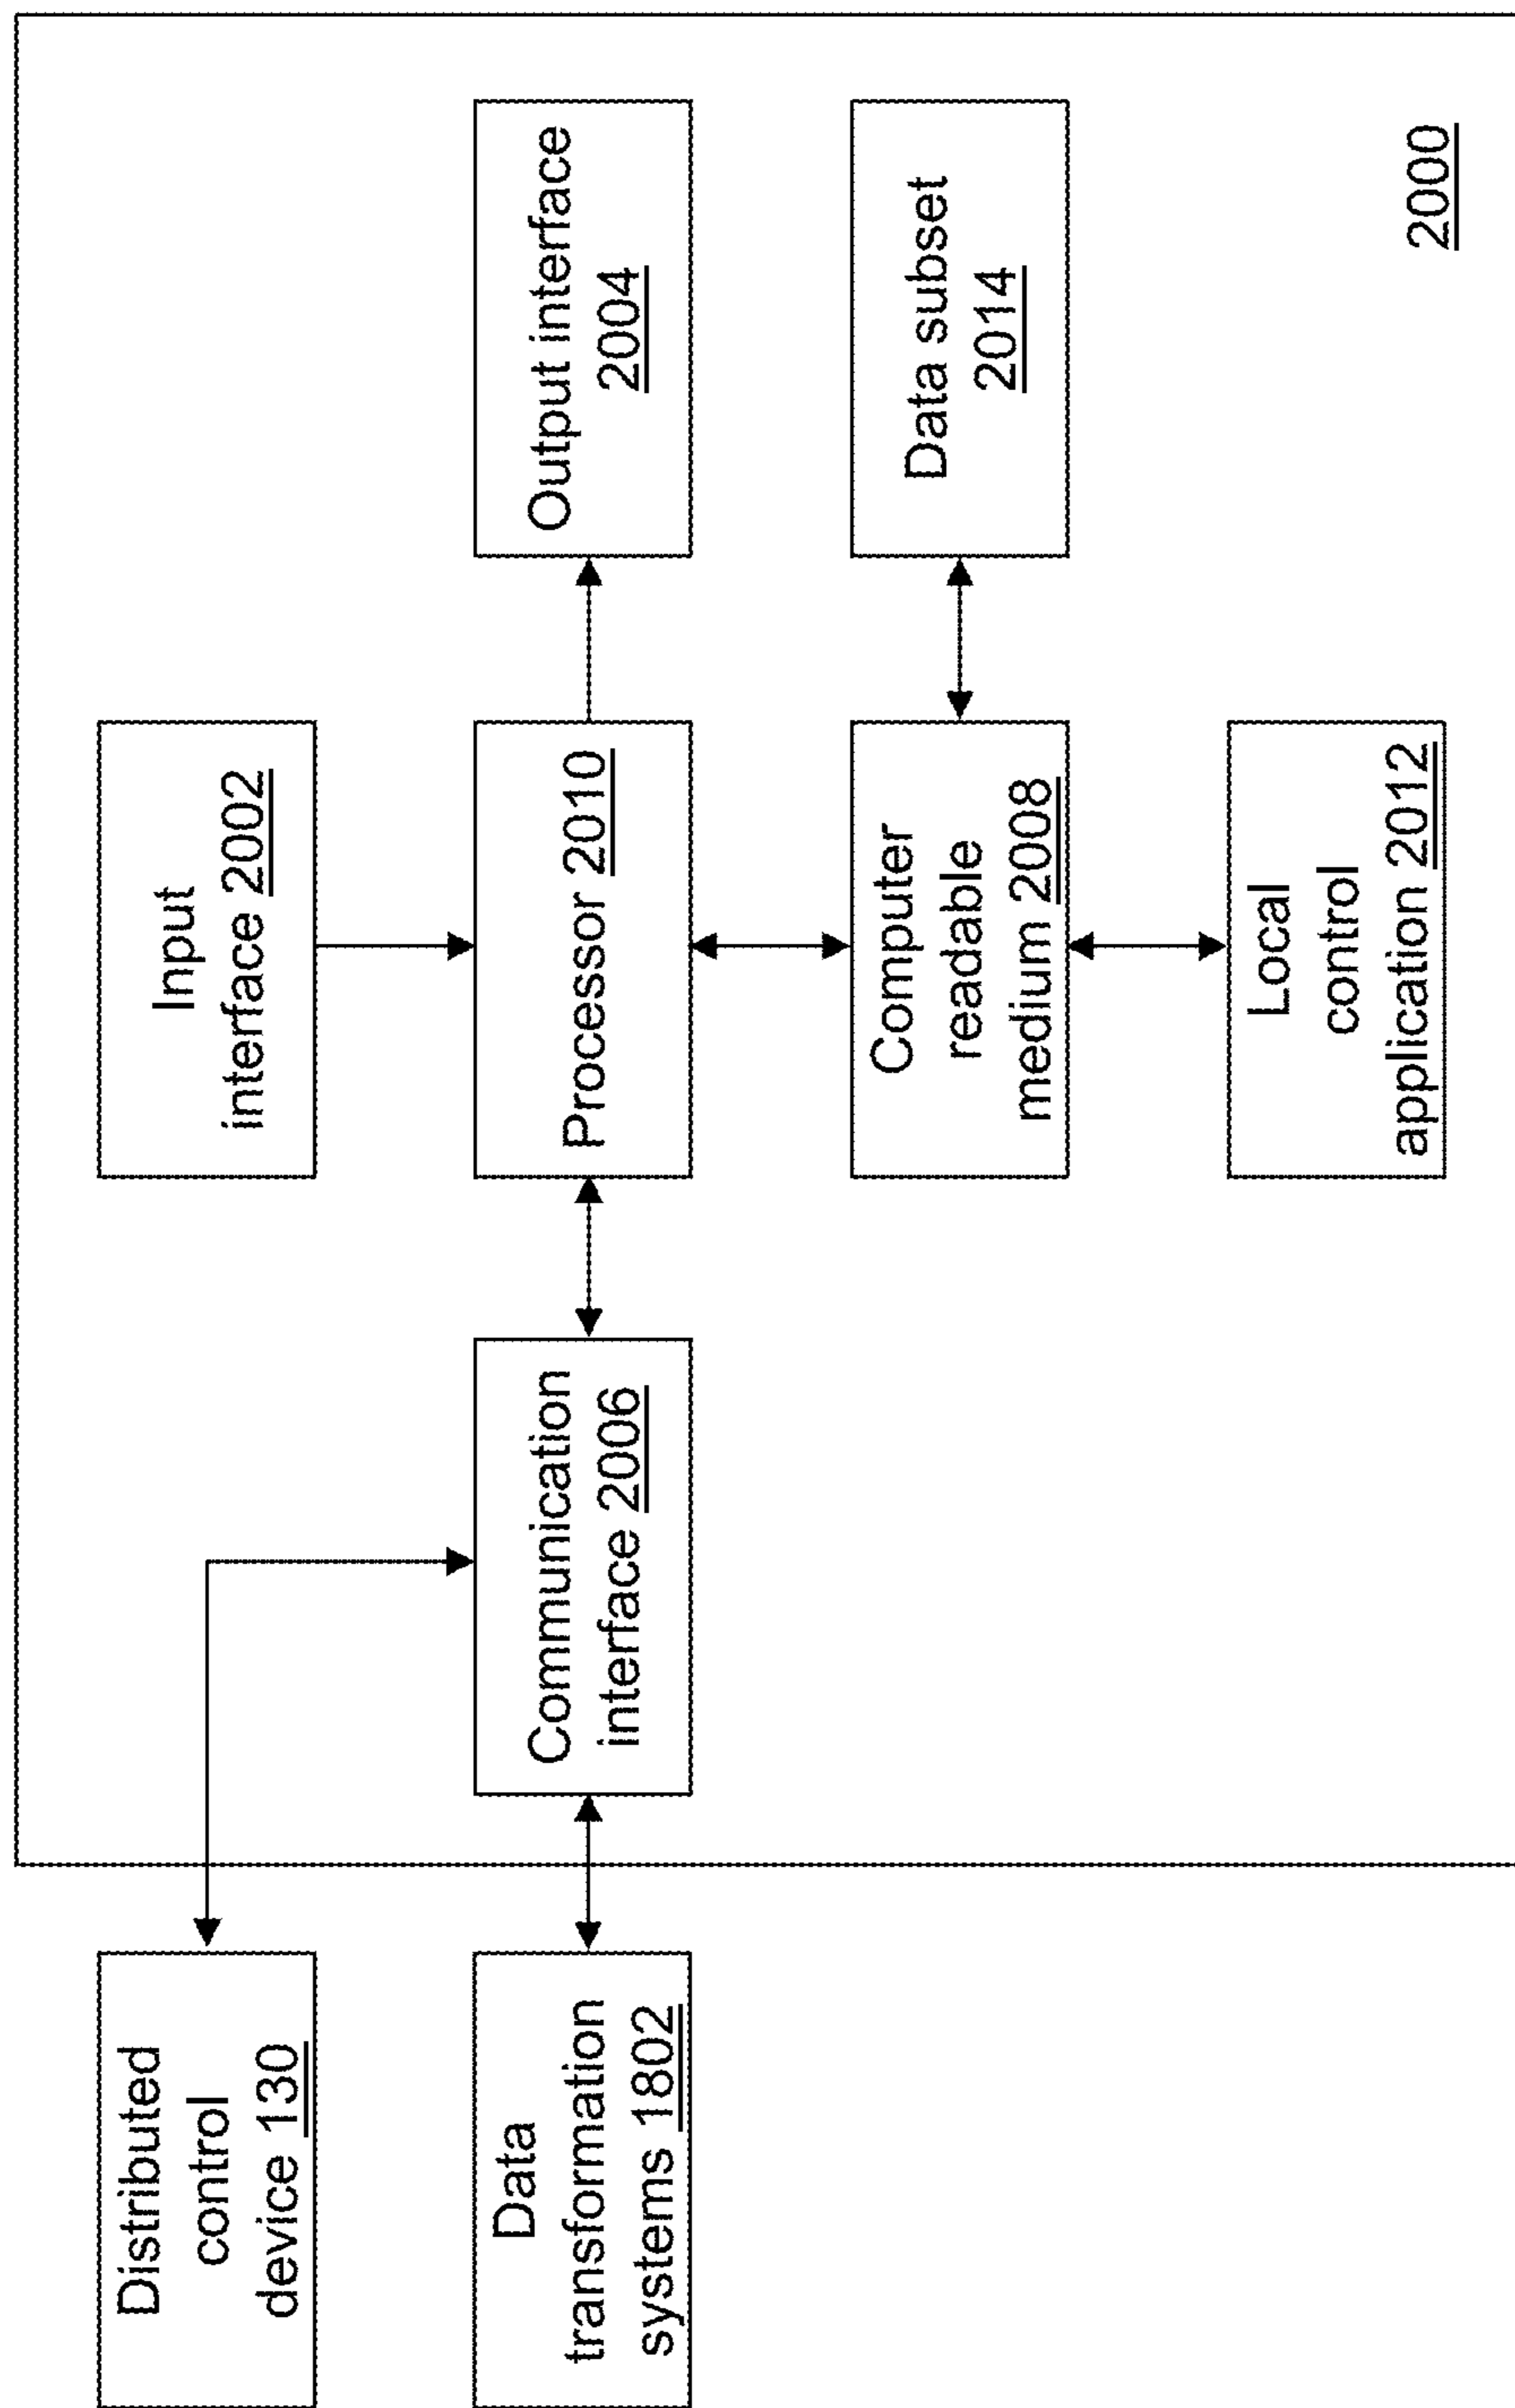 Distributed
control
device 130
Input
interface 2002
Data
transformation
systems 1802
Communication
interface 2006
Processor 2010
Output interface
2004
Computer
readable
medium 2008
Data subset
2014
Local
control
application 2012
2000